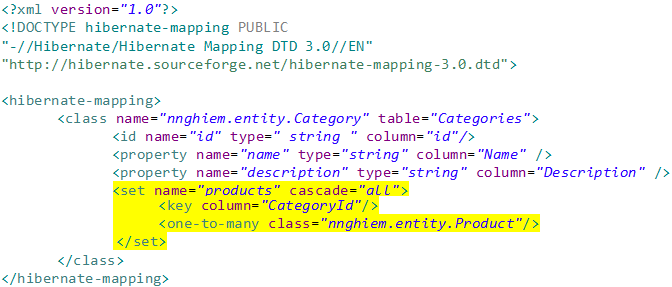 <?xml version="1.0"?>
<!DOCTYPE hibernate-mapping PUBLIC
"-//Hibernate/Hibernate Mapping DTD 3.0//EN"
"http://hibernate.sourceforge.net/hibernate-mapping-3.0.dtd">
<hibernate-mapping>
<class name="nnghiem.entity.Category" table="Categories">
<id name="id" type=" string " column="id"/>
<property name="name" type="string" column="Name" />
<property name="description" type="string" column="Description" />
<set name="products" cascade="all">
<key column="CategoryId"/>
<one-to-many class="nnghiem.entity.Product"/>
</set>
</class>
</hibernate-mapping>